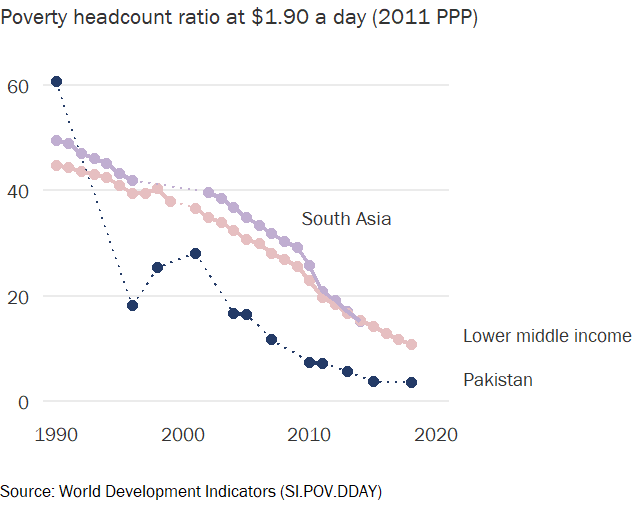 Poverty headcount ratio at $1.90 a day (2011 PPP)
60
40
South Asia
20
Lower middle income
Pakistan
0
1990 2000 2010 2020
Source: World Development Indicators (SI.POV.DDAY)